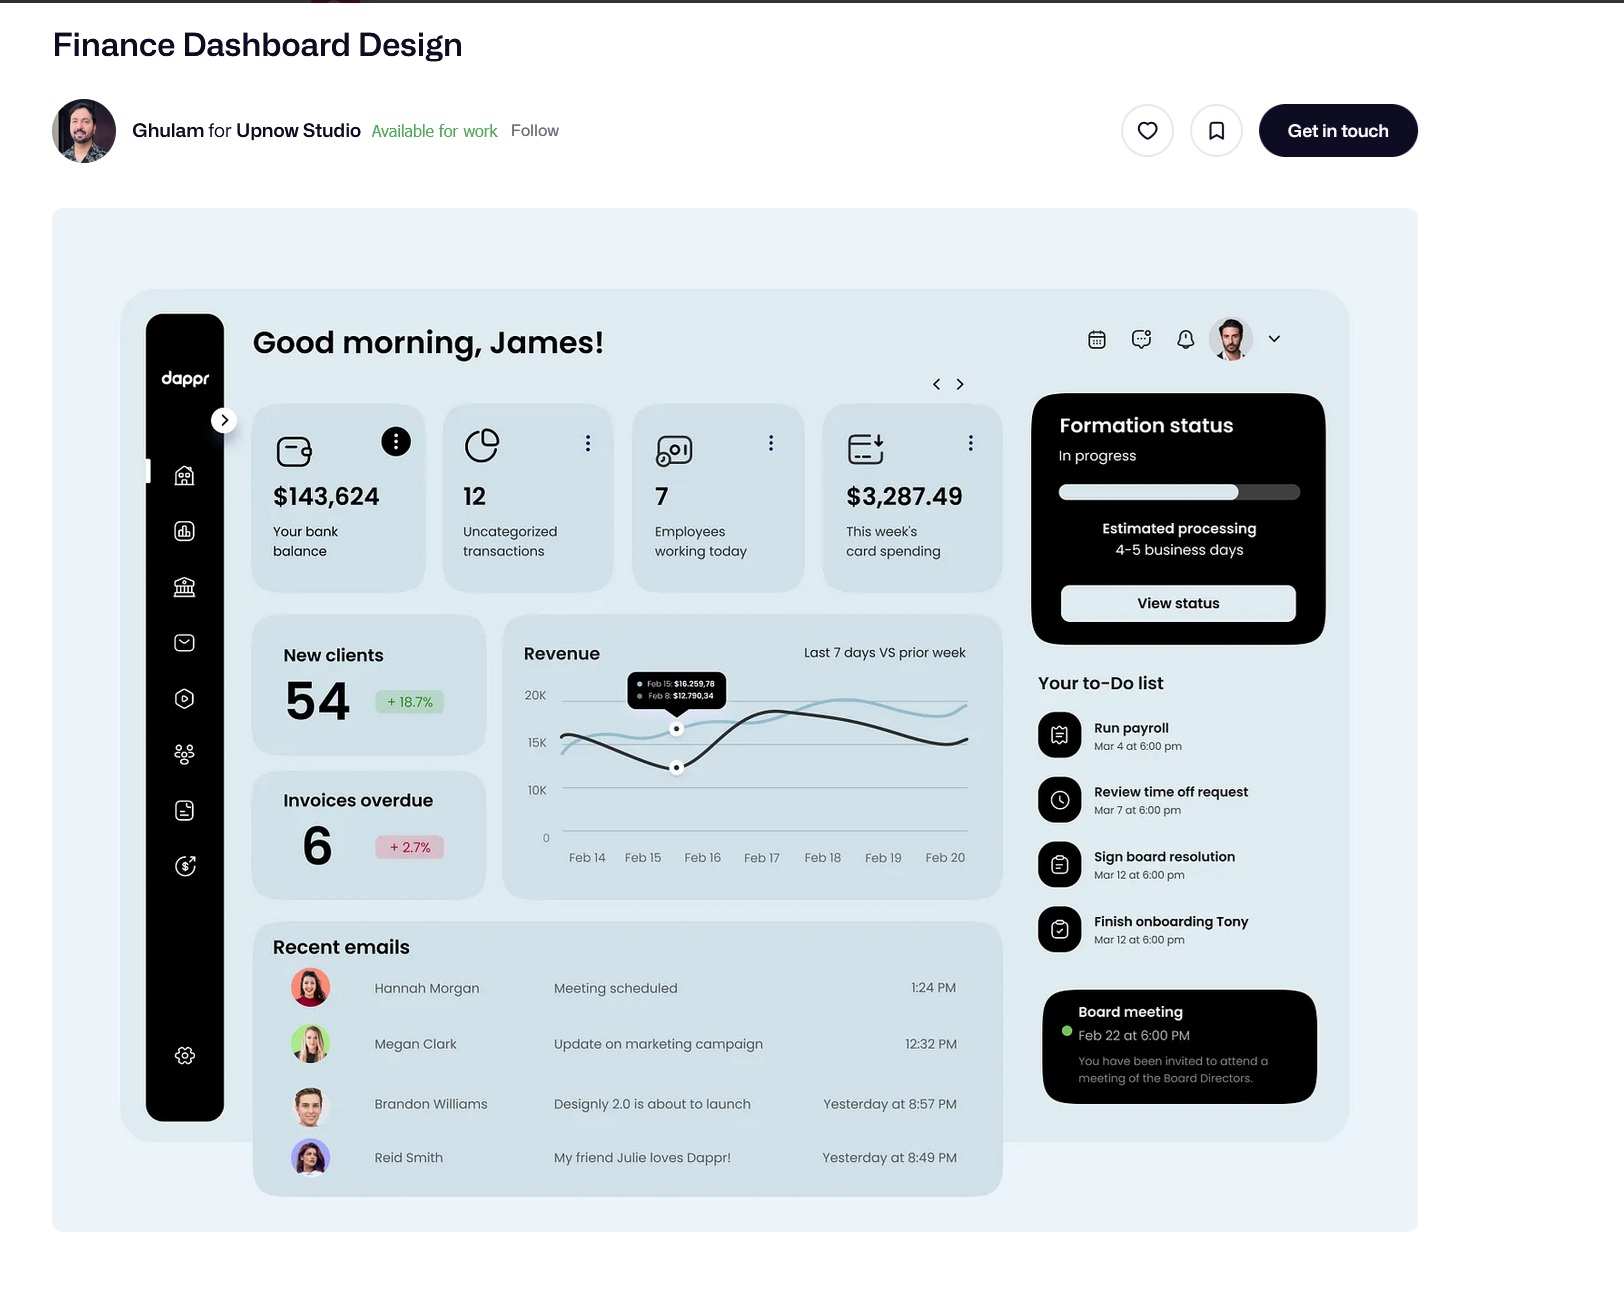 Finance Dashboard Design
Ghulam for Upnow Studio Available for work Follow
Get in touch
dappr
Good morning, James!
$143,624
Your bank
balance
12
Uncategorized
transactions
7
Employees
working today
$3,287.49
This week's
card spending
New clients
54
+ 18.7%
Invoices overdue
6
+ 2.7%
Revenue
Last 7 days VS prior week
Feb 15: $16.259,78
Feb 8: $12.790,34
20K
15K
10K
0
Feb 14
Feb 15
Feb 16
Feb 17
Feb 18
Feb 19
Feb 20
Recent emails
Hannah Morgan Meeting scheduled 1:24 PM
Megan Clark Update on marketing campaign 12:32 PM
Brandon Williams Designly 2.0 is about to launch Yesterday at 8:57 PM
Reid Smith My friend Julie loves Dappr! Yesterday at 8:49 PM
Formation status
In progress
Estimated processing
4-5 business days
View status
Your to-Do list
Run payroll
Mar 4 at 6:00 pm
Review time off request
Mar 7 at 6:00 pm
Sign board resolution
Mar 12 at 6:00 pm
Finish onboarding Tony
Mar 12 at 6:00 pm
Board meeting
Feb 22 at 6:00 PM
You have been invited to attend a
meeting of the Board Directors.